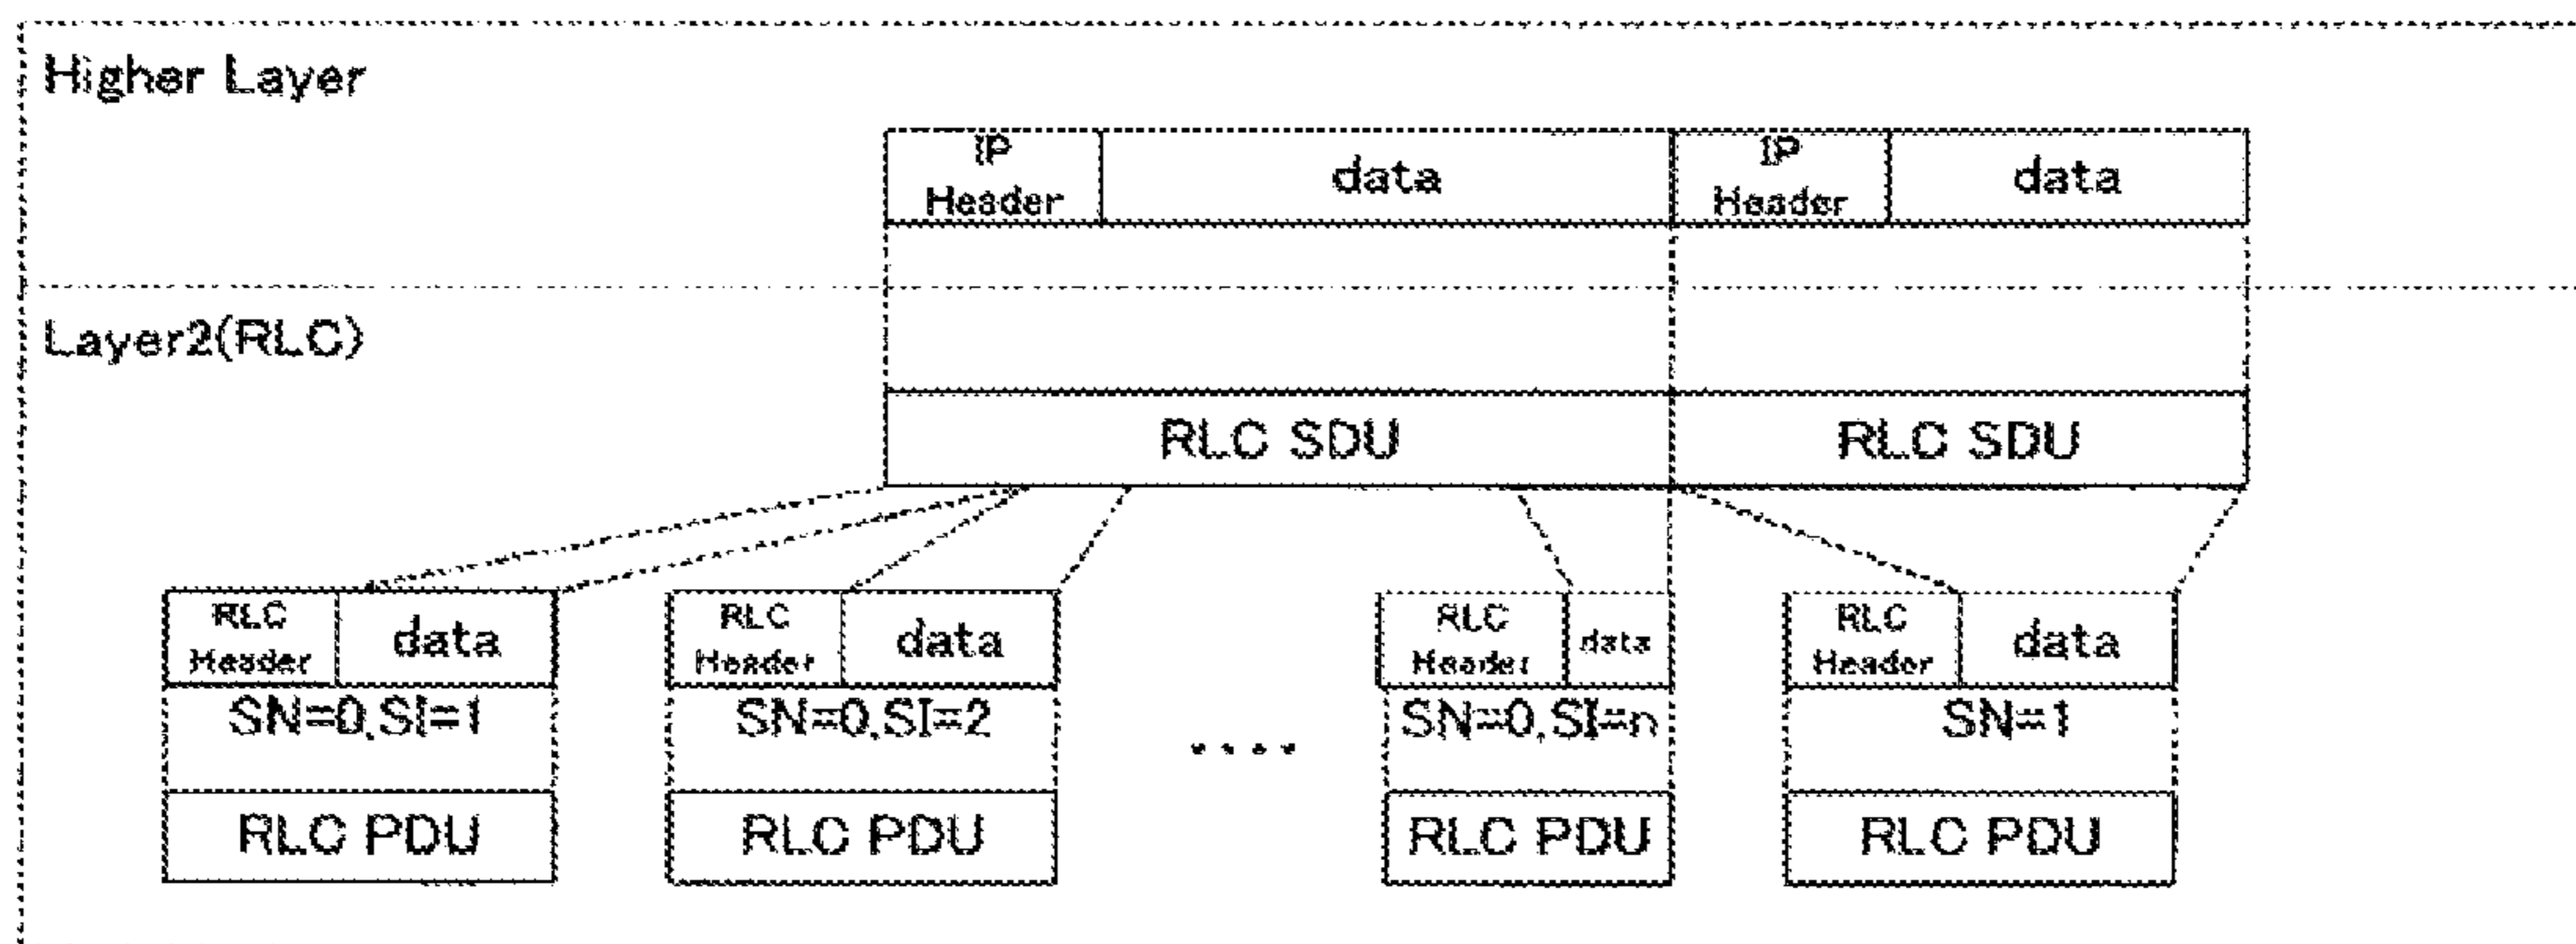 Higher Layer
IP
Header
data
IP
Header
data
Layer2(RLC)
RLC SDU
RLC SDU
RLC
Header
data
RLC
Header
data
RLC
Header
data
RLC
Header
data
SN=0,SI=1
SN=0,SI=2
....
SN=0,SI=n
SN=1
RLC PDU
RLC PDU
RLC PDU
RLC PDU